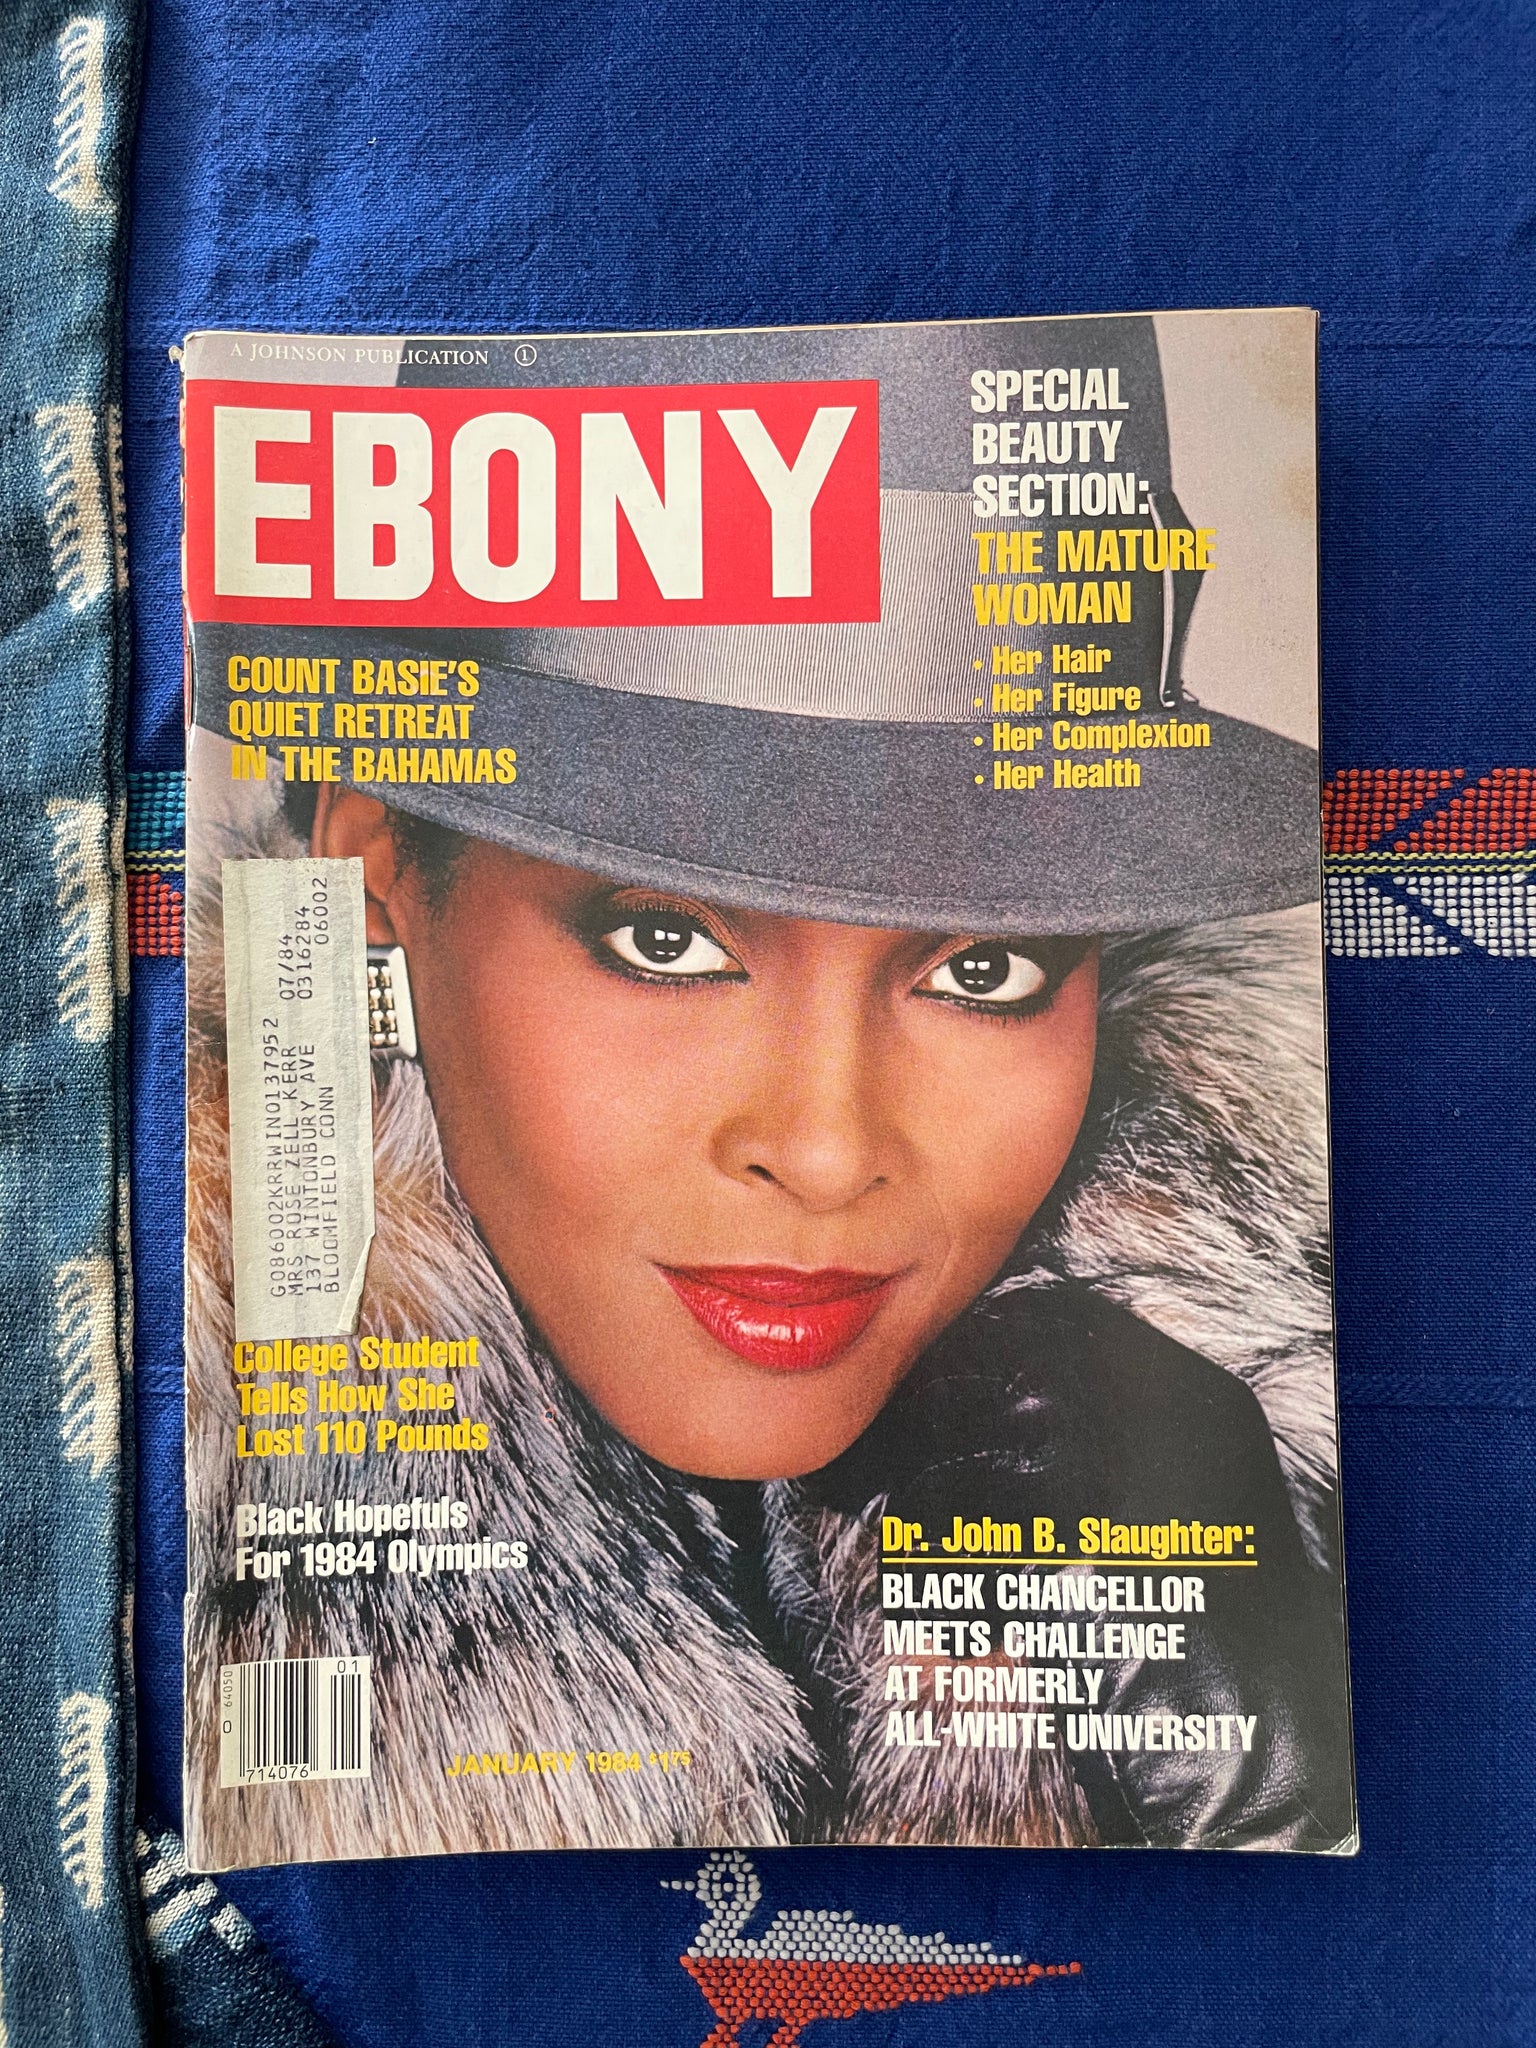 A JOHNSON PUBLICATION ①
EBONY
SPECIAL
BEAUTY
SECTION:
THE MATURE
WOMAN
• Her Hair
• Her Figure
• Her Complexion
• Her Health
COUNT BASIE'S
QUIET RETREAT
IN THE BAHAMAS
GO86002KRRWIN0137952 07/84
MRS ROSE ZELL KERR 0316284
137 WINTONBURY AVE 06002
BLOOMFIELD CONN
College Student
Tells How She
Lost 110 Pounds
Black Hopefuls
For 1984 Olympics
Dr. John B. Slaughter:
BLACK CHANCELLOR
MEETS CHALLENGE
AT FORMERLY
ALL-WHITE UNIVERSITY
01
0 64050
714076
JANUARY 1984 $1.75